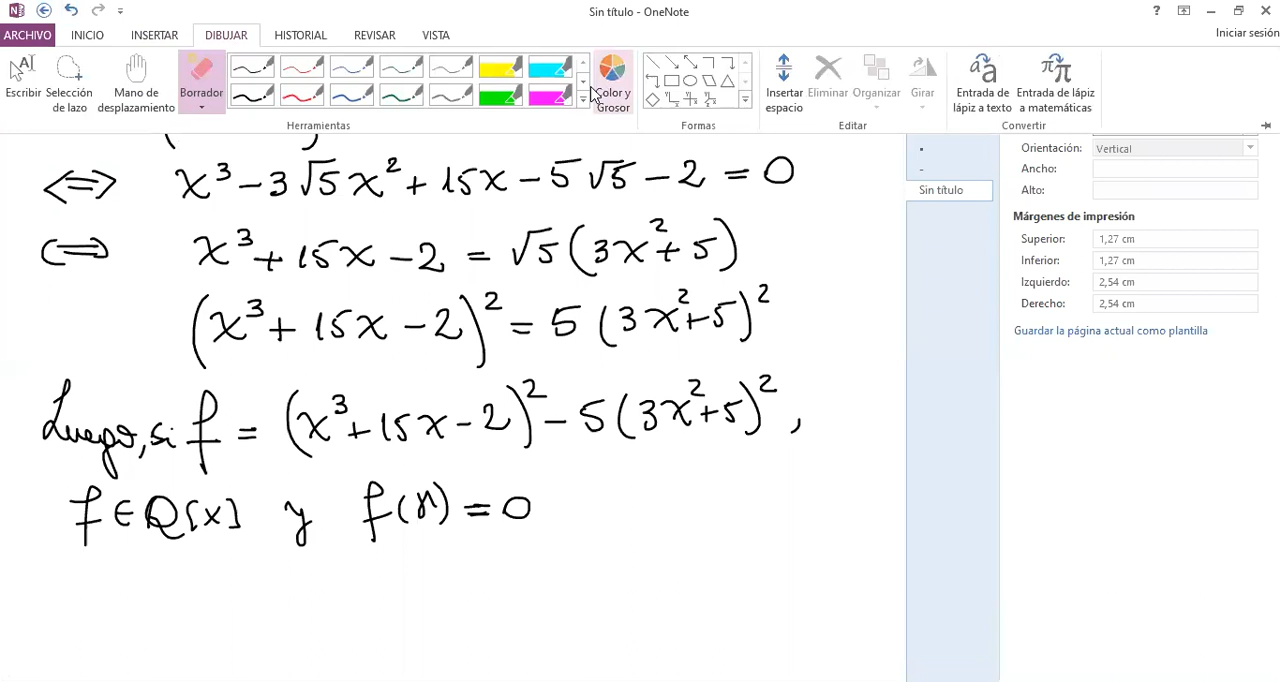 Sin título - OneNote
?
ARCHIVO INICIO INSERTAR DIBUJAR HISTORIAL REVISAR VISTA
Iniciar sesión
Escribir
Selección de lazo
Mano de desplazamiento
Borrador
Color y Grosor
Insertar espacio
Eliminar
Organizar
Girar
Entrada de lápiz a texto
Entrada de lápiz a matemáticas
Herramientas
Formas
Editar
Convertir
⟺ x³ - 3√5x² + 15x - 5√5 - 2 = 0
⟺ x³ + 15x - 2 = √5(3x² + 5)
(x³ + 15x - 2)² = 5(3x² + 5)²
Luego, si f = (x³ + 15x - 2)² - 5(3x² + 5)²,
f ∈ Q[x] y f(r) = 0
Sin título
Orientación: Vertical
Ancho:
Alto:
Márgenes de impresión
Superior: 1,27 cm
Inferior: 1,27 cm
Izquierdo: 2,54 cm
Derecho: 2,54 cm
Guardar la página actual como plantilla